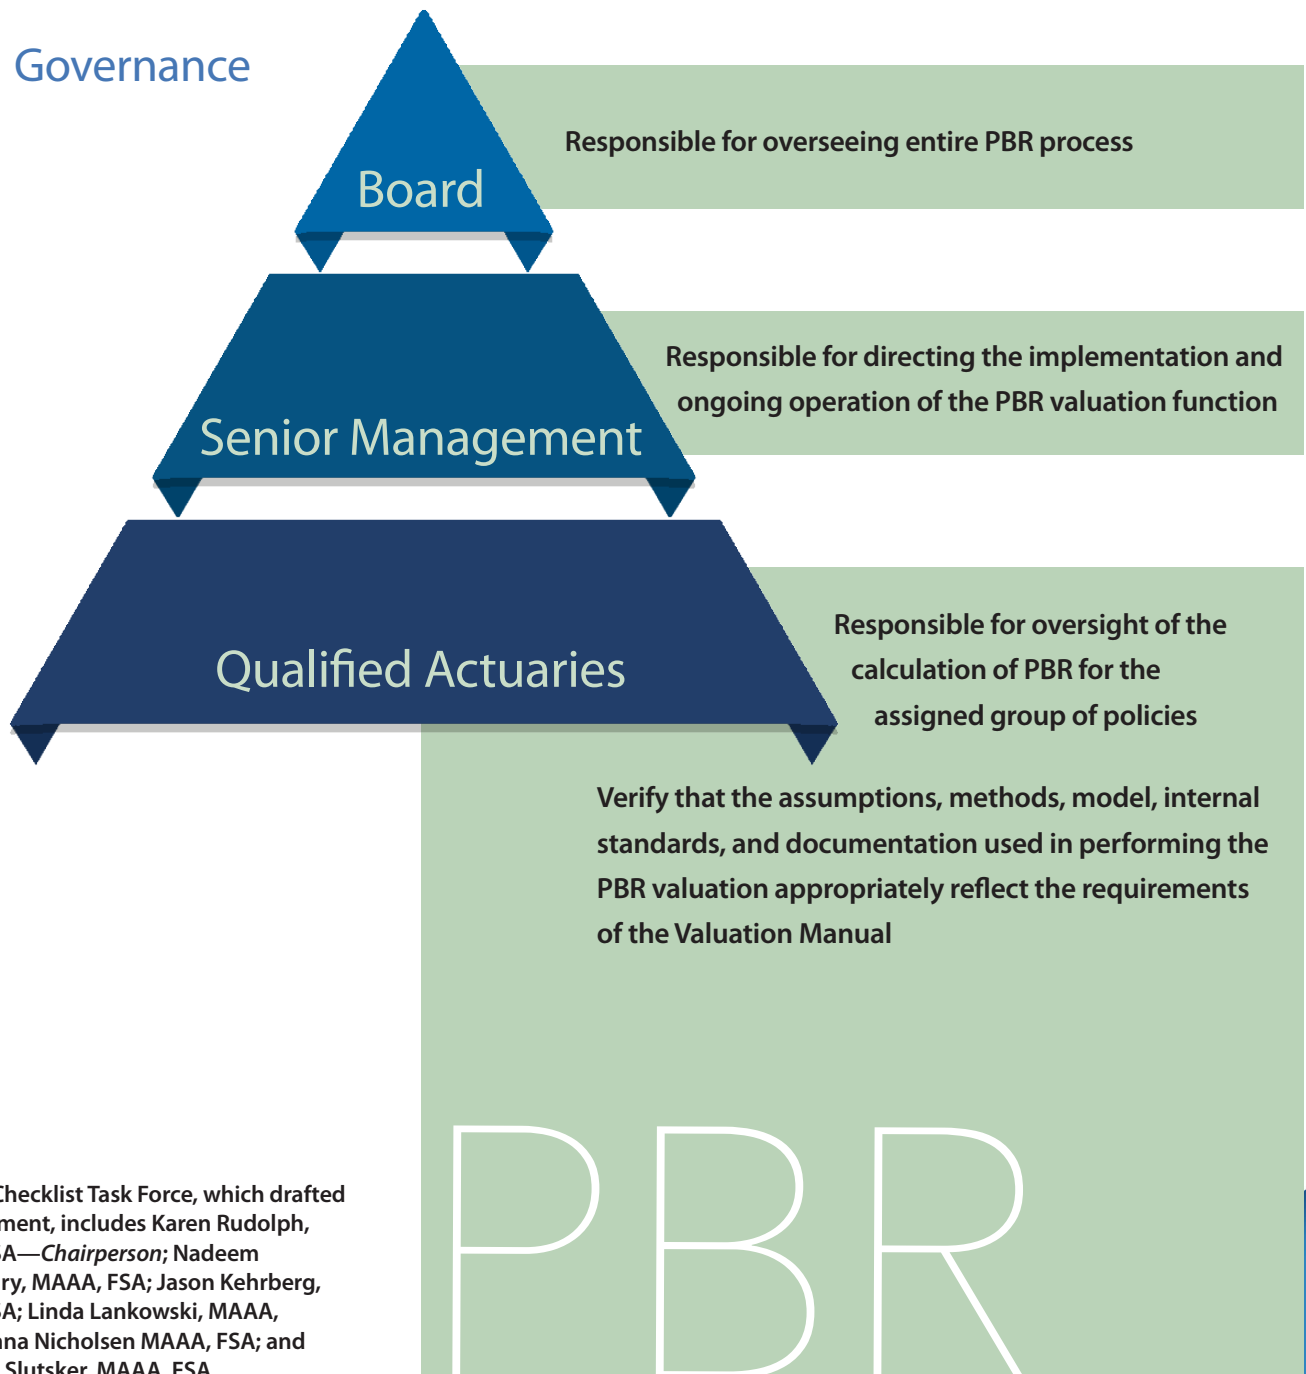 Governance
Board
Responsible for overseeing entire PBR process
Senior Management
Responsible for directing the implementation and
ongoing operation of the PBR valuation function
Qualified Actuaries
Responsible for oversight of the
calculation of PBR for the
assigned group of policies
Verify that the assumptions, methods, model, internal
standards, and documentation used in performing the
PBR valuation appropriately reflect the requirements
of the Valuation Manual
Checklist Task Force, which drafted
includes Karen Rudolph,
—Chairperson; Nadeem
MAAA, FSA; Jason Kehrberg,
Linda Lankowski, MAAA,
Nicholsen MAAA, FSA; and
Slutsker, MAAA, FSA
PBR